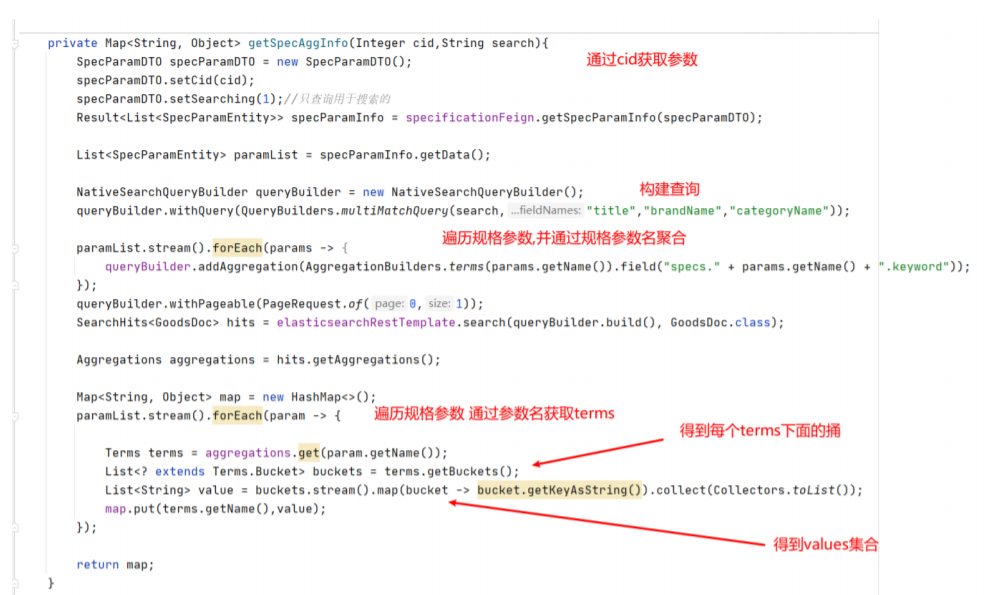 private Map<String, Object> getSpecAggInfo(Integer cid,String search){
通过cid获取参数
SpecParamDTO specParamDTO = new SpecParamDTO();
specParamDTO.setCid(cid);
specParamDTO.setSearching(1);//只查询用于搜索的
Result<List<SpecParamEntity>> specParamInfo = specificationFeign.getSpecParamInfo(specParamDTO);
List<SpecParamEntity> paramList = specParamInfo.getData();
构建查询
NativeSearchQueryBuilder queryBuilder = new NativeSearchQueryBuilder();
queryBuilder.withQuery(QueryBuilders.multiMatchQuery(search, ...fieldNames: "title","brandName","categoryName"));
遍历规格参数,并通过规格参数名聚合
paramList.stream().forEach(params -> {
queryBuilder.addAggregation(AggregationBuilders.terms(params.getName()).field("specs." + params.getName() + ".keyword"));
});
queryBuilder.withPageable(PageRequest.of( page: 0, size: 1));
SearchHits<GoodsDoc> hits = elasticsearchRestTemplate.search(queryBuilder.build(), GoodsDoc.class);
Aggregations aggregations = hits.getAggregations();
Map<String, Object> map = new HashMap<>();
paramList.stream().forEach(param -> {
遍历规格参数 通过参数名获取terms
得到每个terms下面的捅
Terms terms = aggregations.get(param.getName());
List<? extends Terms.Bucket> buckets = terms.getBuckets();
List<String> value = buckets.stream().map(bucket -> bucket.getKeyAsString()).collect(Collectors.toList());
map.put(terms.getName(),value);
});
得到values集合
return map;
}